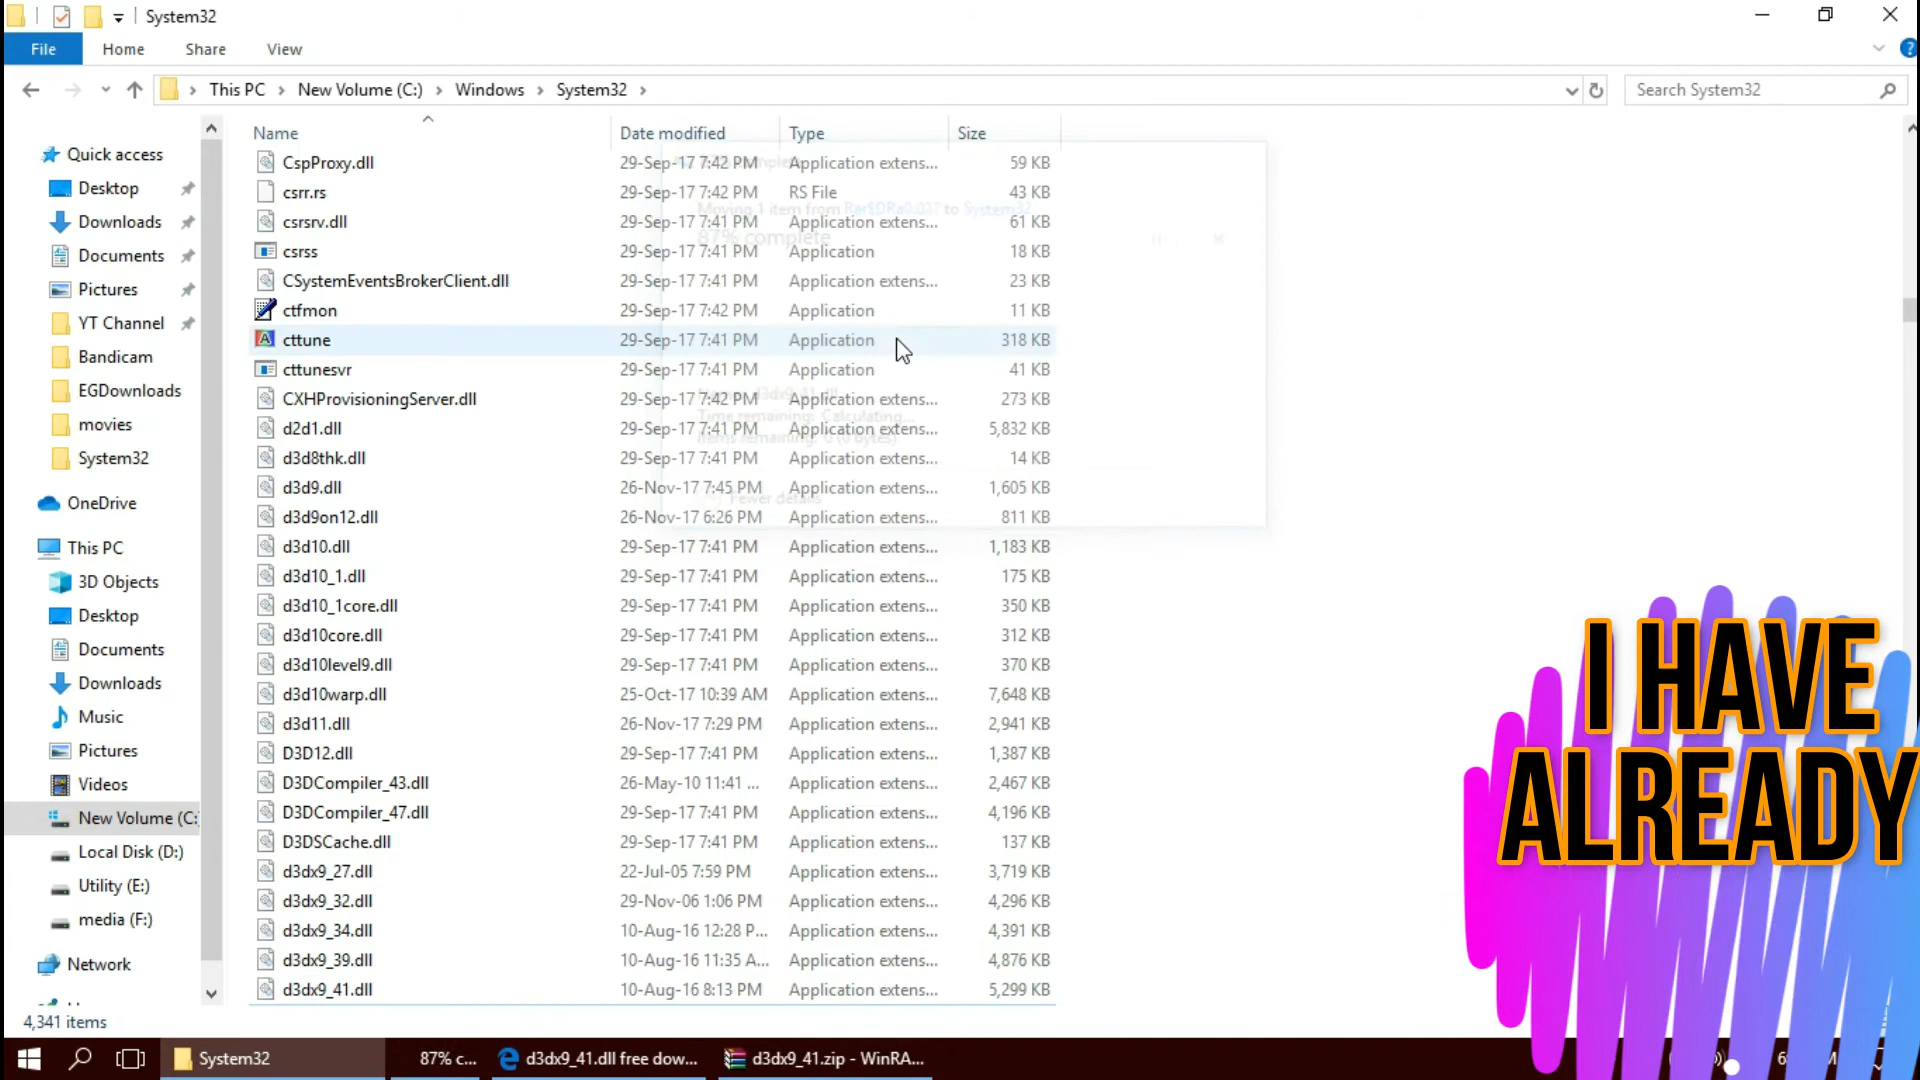 System32
File Home Share View
This PC > New Volume (C:) > Windows > System32 >
Search System32
Name Date modified Type Size
CspProxy.dll 29-Sep-17 7:42 PM Application extens... 59 KB
csrr.rs 29-Sep-17 7:42 PM RS File 43 KB
Moving 1 item from to System32
csrsrv.dll 29-Sep-17 7:41 PM Application extens... 61 KB
87% complete
csrss 29-Sep-17 7:41 PM Application 18 KB
CSystemEventsBrokerClient.dll 29-Sep-17 7:41 PM Application extens... 23 KB
ctfmon 29-Sep-17 7:42 PM Application 11 KB
cttune 29-Sep-17 7:41 PM Application 318 KB
cttunesvr 29-Sep-17 7:41 PM Application 41 KB
CXHProvisioningServer.dll 29-Sep-17 7:42 PM Application extens... 273 KB
Time remaining: Calculating...
d2d1.dll 29-Sep-17 7:41 PM Application extens... 5,832 KB
Items remaining: 0 (0 bytes)
d3d8thk.dll 29-Sep-17 7:41 PM Application extens... 14 KB
d3d9.dll 26-Nov-17 7:45 PM Application extens... 1,605 KB
Fewer details
d3d9on12.dll 26-Nov-17 6:26 PM Application extens... 811 KB
d3d10.dll 29-Sep-17 7:41 PM Application extens... 1,183 KB
d3d10_1.dll 29-Sep-17 7:41 PM Application extens... 175 KB
d3d10_1core.dll 29-Sep-17 7:41 PM Application extens... 350 KB
d3d10core.dll 29-Sep-17 7:41 PM Application extens... 312 KB
d3d10level9.dll 29-Sep-17 7:41 PM Application extens... 370 KB
d3d10warp.dll 25-Oct-17 10:39 AM Application extens... 7,648 KB
d3d11.dll 26-Nov-17 7:29 PM Application extens... 2,941 KB
D3D12.dll 29-Sep-17 7:41 PM Application extens... 1,387 KB
D3DCompiler_43.dll 26-May-10 11:41 ... Application extens... 2,467 KB
D3DCompiler_47.dll 29-Sep-17 7:41 PM Application extens... 4,196 KB
D3DSCache.dll 29-Sep-17 7:41 PM Application extens... 137 KB
d3dx9_27.dll 22-Jul-05 7:59 PM Application extens... 3,719 KB
d3dx9_32.dll 29-Nov-06 1:06 PM Application extens... 4,296 KB
d3dx9_34.dll 10-Aug-16 12:28 P... Application extens... 4,391 KB
d3dx9_39.dll 10-Aug-16 11:35 A... Application extens... 4,876 KB
d3dx9_41.dll 10-Aug-16 8:13 PM Application extens... 5,299 KB
Quick access
Desktop
Downloads
Documents
Pictures
YT Channel
Bandicam
EGDownloads
movies
System32
OneDrive
This PC
3D Objects
Desktop
Documents
Downloads
Music
Pictures
Videos
New Volume (C:
Local Disk (D:)
Utility (E:)
media (F:)
Network
4,341 items
I HAVE
ALREADY
System32 87% c... d3dx9_41.dll free dow... d3dx9_41.zip - WinRA...